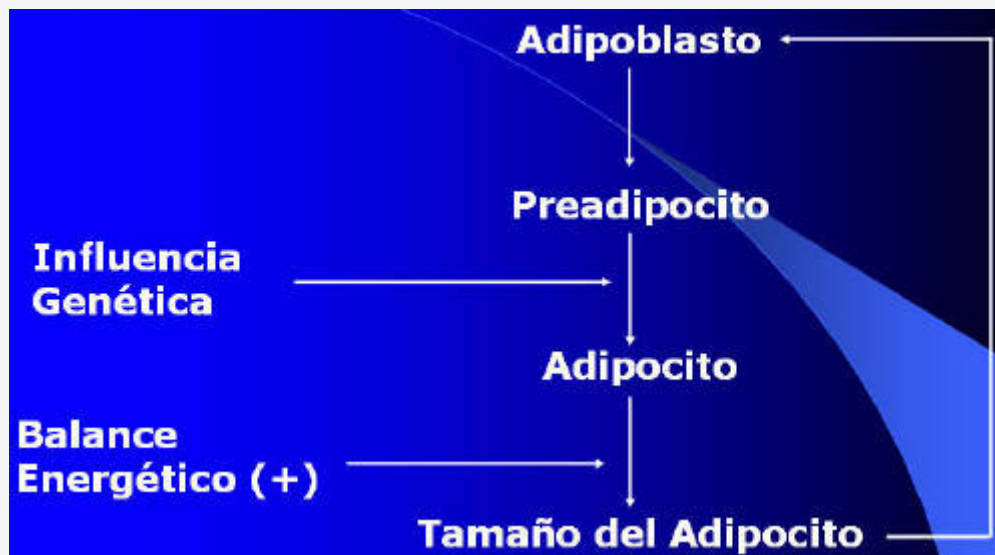 Adipoblasto
Preadipocito
Influencia
Genética
Adipocito
Balance
Energético (+)
Tamaño del Adipocito